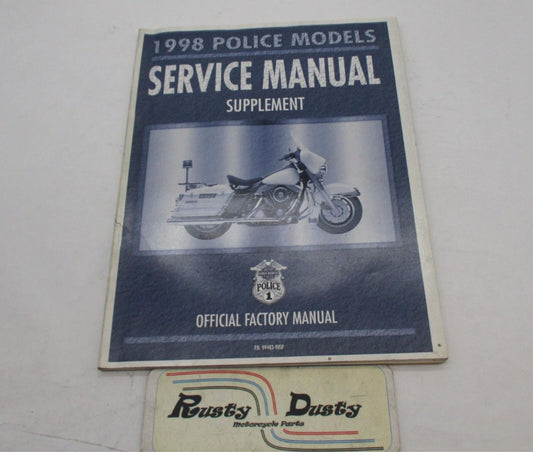 1998 POLICE MODELS
SERVICE MANUAL
SUPPLEMENT
POLICE
1
OFFICIAL FACTORY MANUAL
Rusty Dusty
Motorcycle Parts